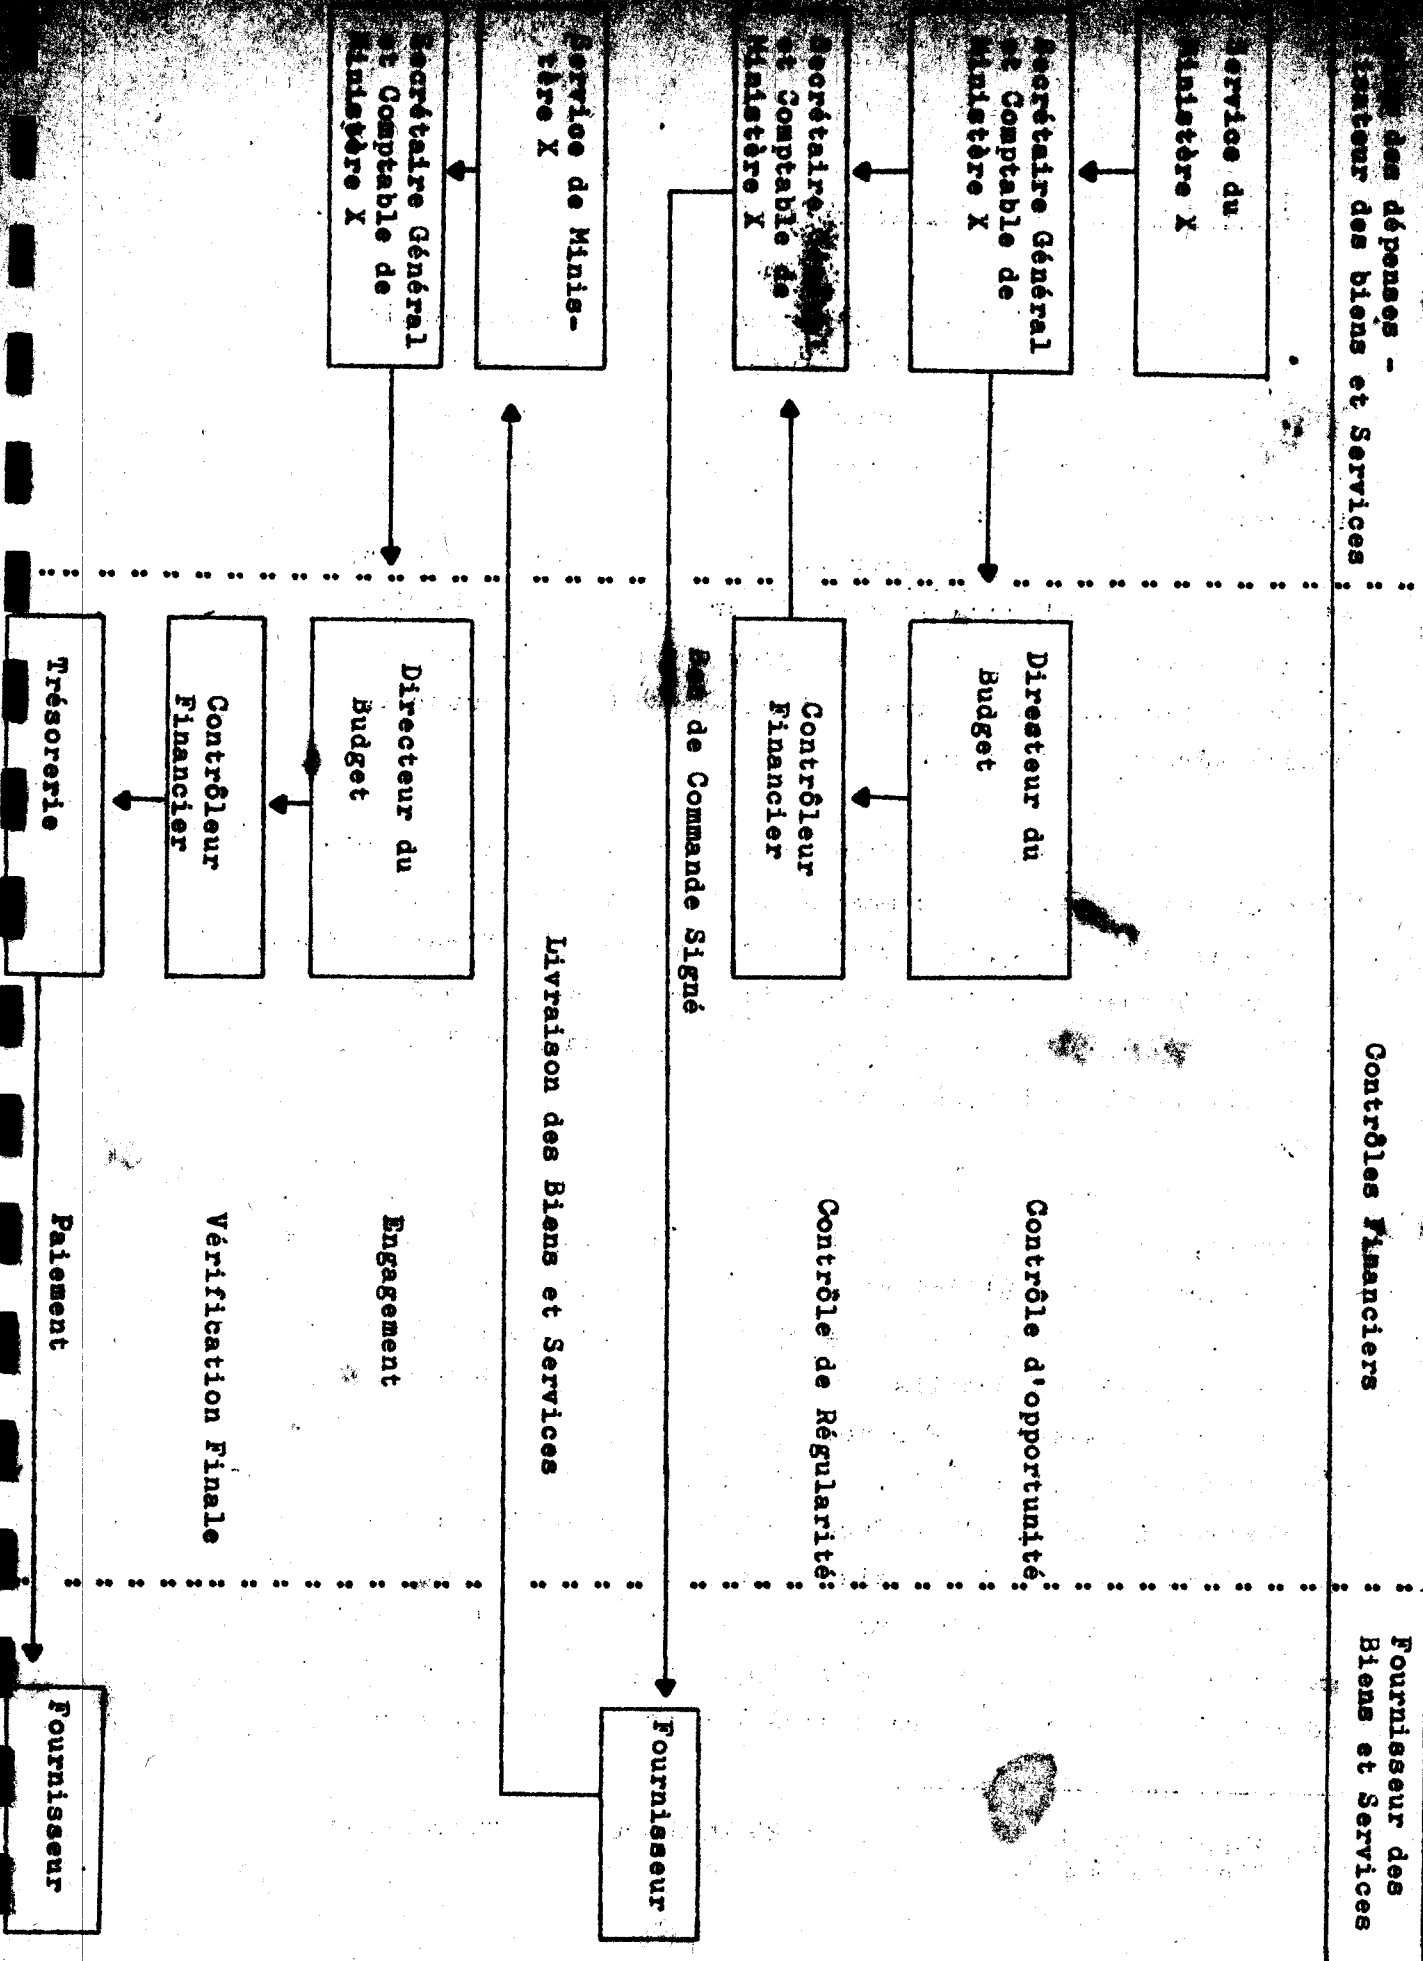 des dépenses -
des biens et Services
Contrôles Financiers
Fournisseur des
Biens et Services
Service du
Ministère X
Secrétaire Général
et Comptable de
Ministère X
Diresteur du
Budget
Contrôle d'opportunité
Secrétaire
et Comptable de
Ministère X
Contrôleur
Financier
Contrôle de Régularité
de Commande Signé
Fournisseur
Service de Minis-
tère X
Livraison des Biens et Services
Secrétaire Général
et Comptable de
Ministère X
Directeur du
Budget
Engagement
Contrôleur
Financier
Vérification Finale
Trésorerie
Paiement
Fournisseur